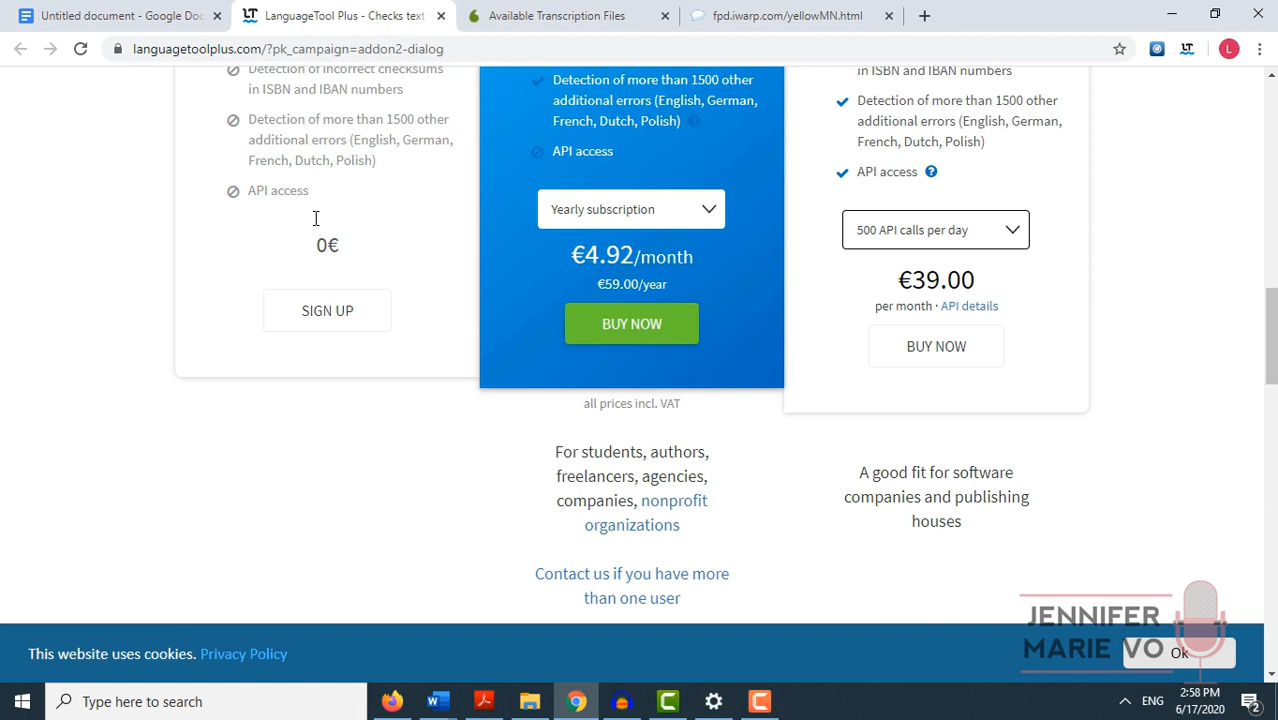 Untitled document - Google Doc
LanguageTool Plus - Checks text
Available Transcription Files
fpd.iwarp.com/yellowMN.html
languagetoolplus.com/?pk_campaign=addon2-dialog
LT
L
Detection of incorrect checksums
in ISBN and IBAN numbers
Detection of more than 1500 other
additional errors (English, German,
French, Dutch, Polish)
API access
0€
SIGN UP
Detection of more than 1500 other
additional errors (English, German,
French, Dutch, Polish) ?
API access
Yearly subscription
€4.92/month
€59.00/year
BUY NOW
all prices incl. VAT
For students, authors,
freelancers, agencies,
companies, nonprofit
organizations
Contact us if you have more
than one user
in ISBN and IBAN numbers
Detection of more than 1500 other
additional errors (English, German,
French, Dutch, Polish)
API access ?
500 API calls per day
€39.00
per month · API details
BUY NOW
A good fit for software
companies and publishing
houses
This website uses cookies. Privacy Policy
Ok
JENNIFER
MARIE VO
Type here to search
ENG
2:58 PM
6/17/2020
2